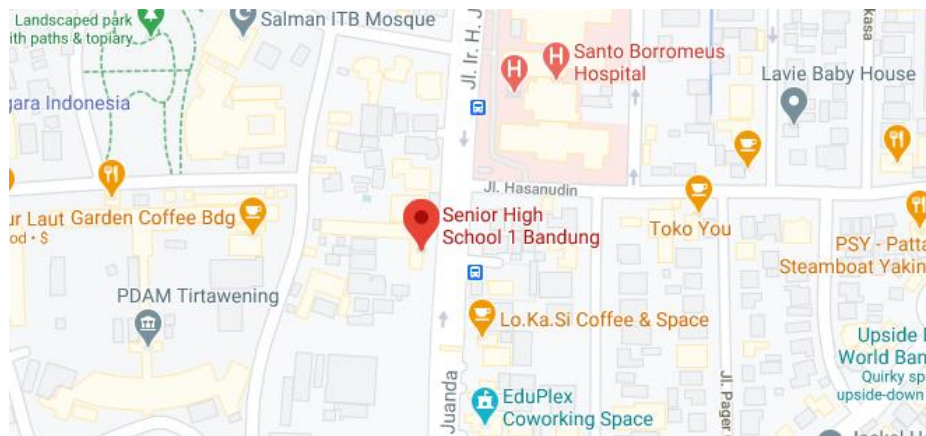 Landscaped park
ith paths & topiary
Salman ITB Mosque
Jl. Ir. H. J
Santo Borromeus
Hospital
H
H
Lavie Baby House
kasa
gara Indonesia
Jl. Hasanudin
ur Laut
od • $
Garden Coffee Bdg
Senior High
School 1 Bandung
Toko You
PSY - Patta
Steamboat Yakin
PDAM Tirtawening
Lo.Ka.Si Coffee & Space
Upside
World Ban
Quirky sp
upside-down
Juanda
EduPlex
Coworking Space
Jl. Pager